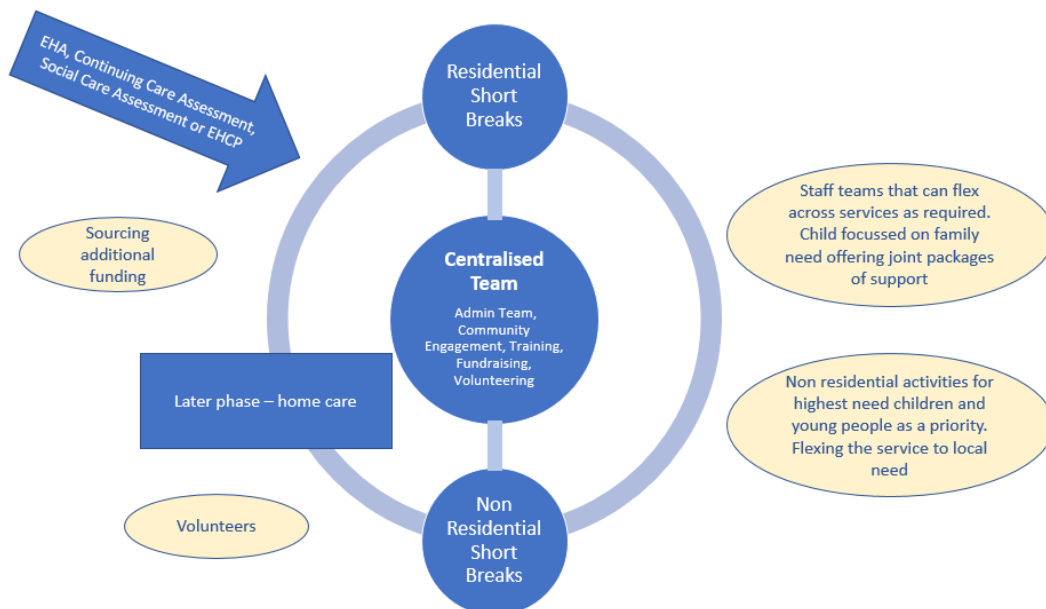 EHA, Continuing Care Assessment,
Social Care Assessment or EHCP
Residential
Short
Breaks
Sourcing
additional
funding
Centralised
Team
Admin Team,
Community
Engagement, Training,
Fundraising,
Volunteering
Staff teams that can flex
across services as required.
Child focussed on family
need offering joint packages
of support
Later phase – home care
Non residential activities for
highest need children and
young people as a priority.
Flexing the service to local
need
Volunteers
Non
Residential
Short
Breaks